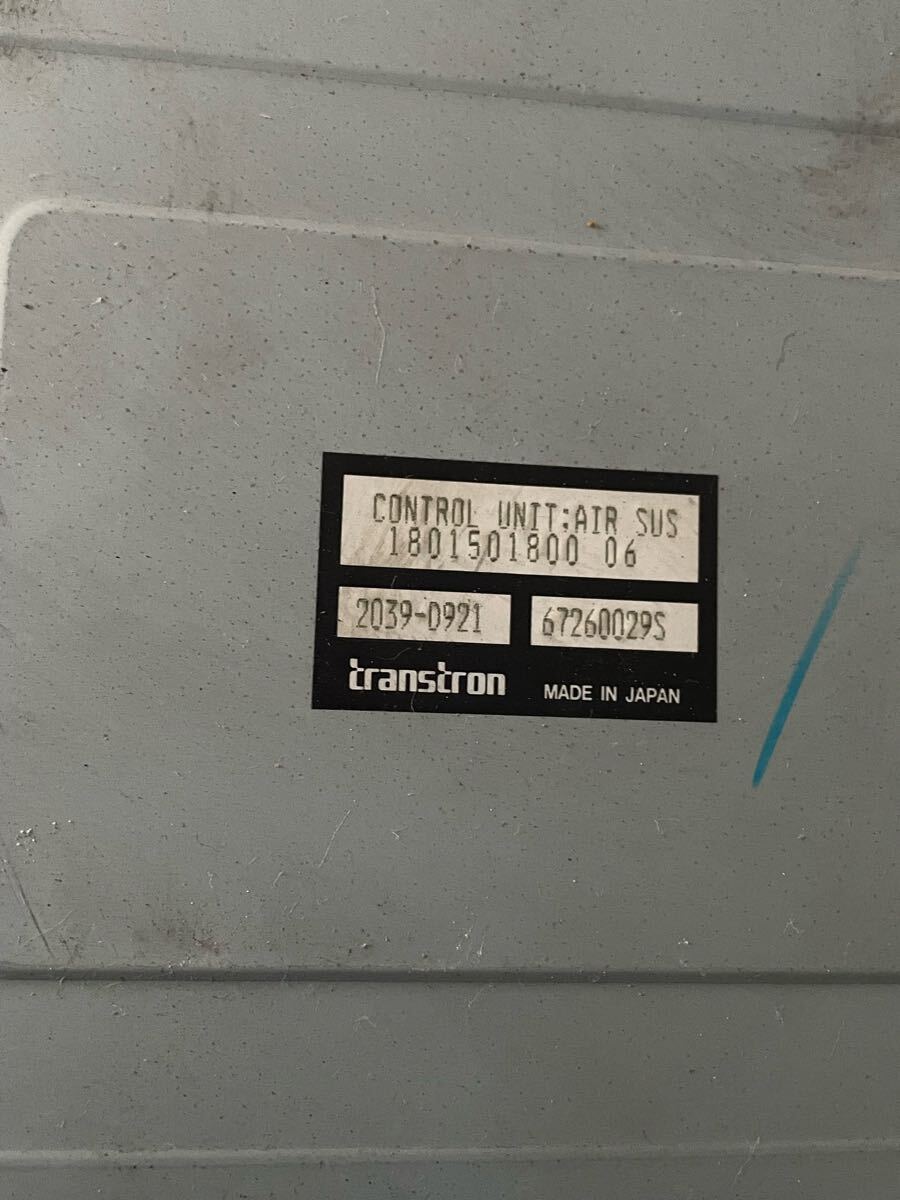 CONTROL UNIT:AIR SUS
1801501800 06
2039-D921 67260029S
transtron MADE IN JAPAN